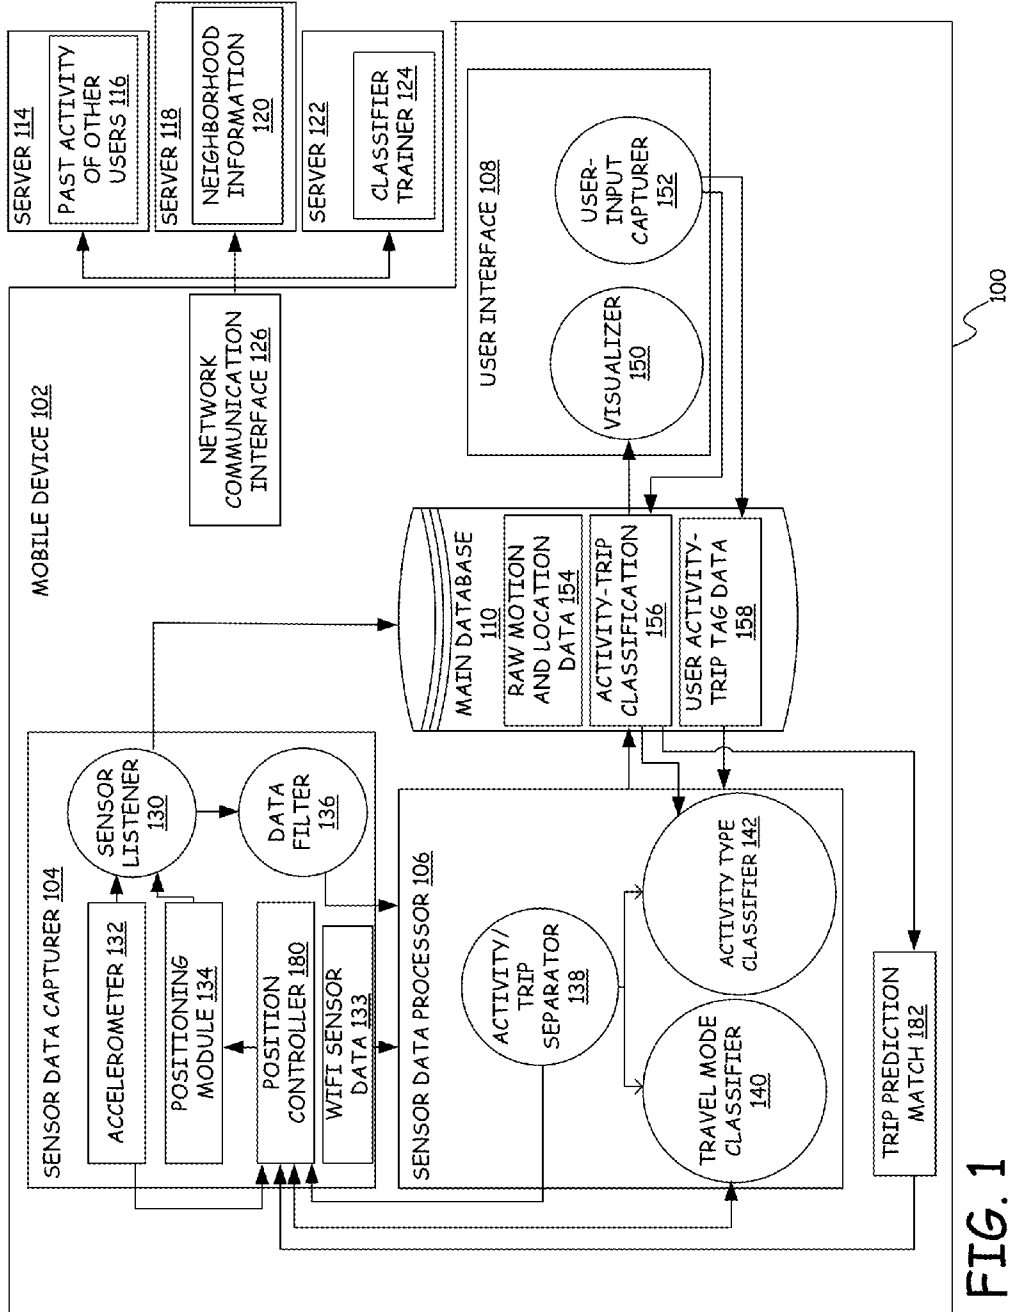 SERVER 114
PAST ACTIVITY
OF OTHER
USERS 116
SERVER 118
NEIGHBORHOOD
INFORMATION
120
SERVER 122
CLASSIFIER
TRAINER 124
MOBILE DEVICE 102
NETWORK
COMMUNICATION
INTERFACE 126
USER INTERFACE 108
VISUALIZER
150
USER-
INPUT
CAPTURER
152
SENSOR DATA CAPTURER 104
ACCELEROMETER 132
POSITIONING
MODULE 134
POSITION
CONTROLLER 180
WIFI SENSOR
DATA 133
SENSOR
LISTENER
130
DATA
FILTER
136
MAIN DATABASE
110
RAW MOTION
AND LOCATION
DATA 154
ACTIVITY-TRIP
CLASSIFICATION
156
USER ACTIVITY-
TRIP TAG DATA
158
SENSOR DATA PROCESSOR 106
ACTIVITY/
TRIP
SEPARATOR
138
TRAVEL MODE
CLASSIFIER
140
ACTIVITY TYPE
CLASSIFIER 142
TRIP PREDICTION
MATCH 182
100
FIG. 1